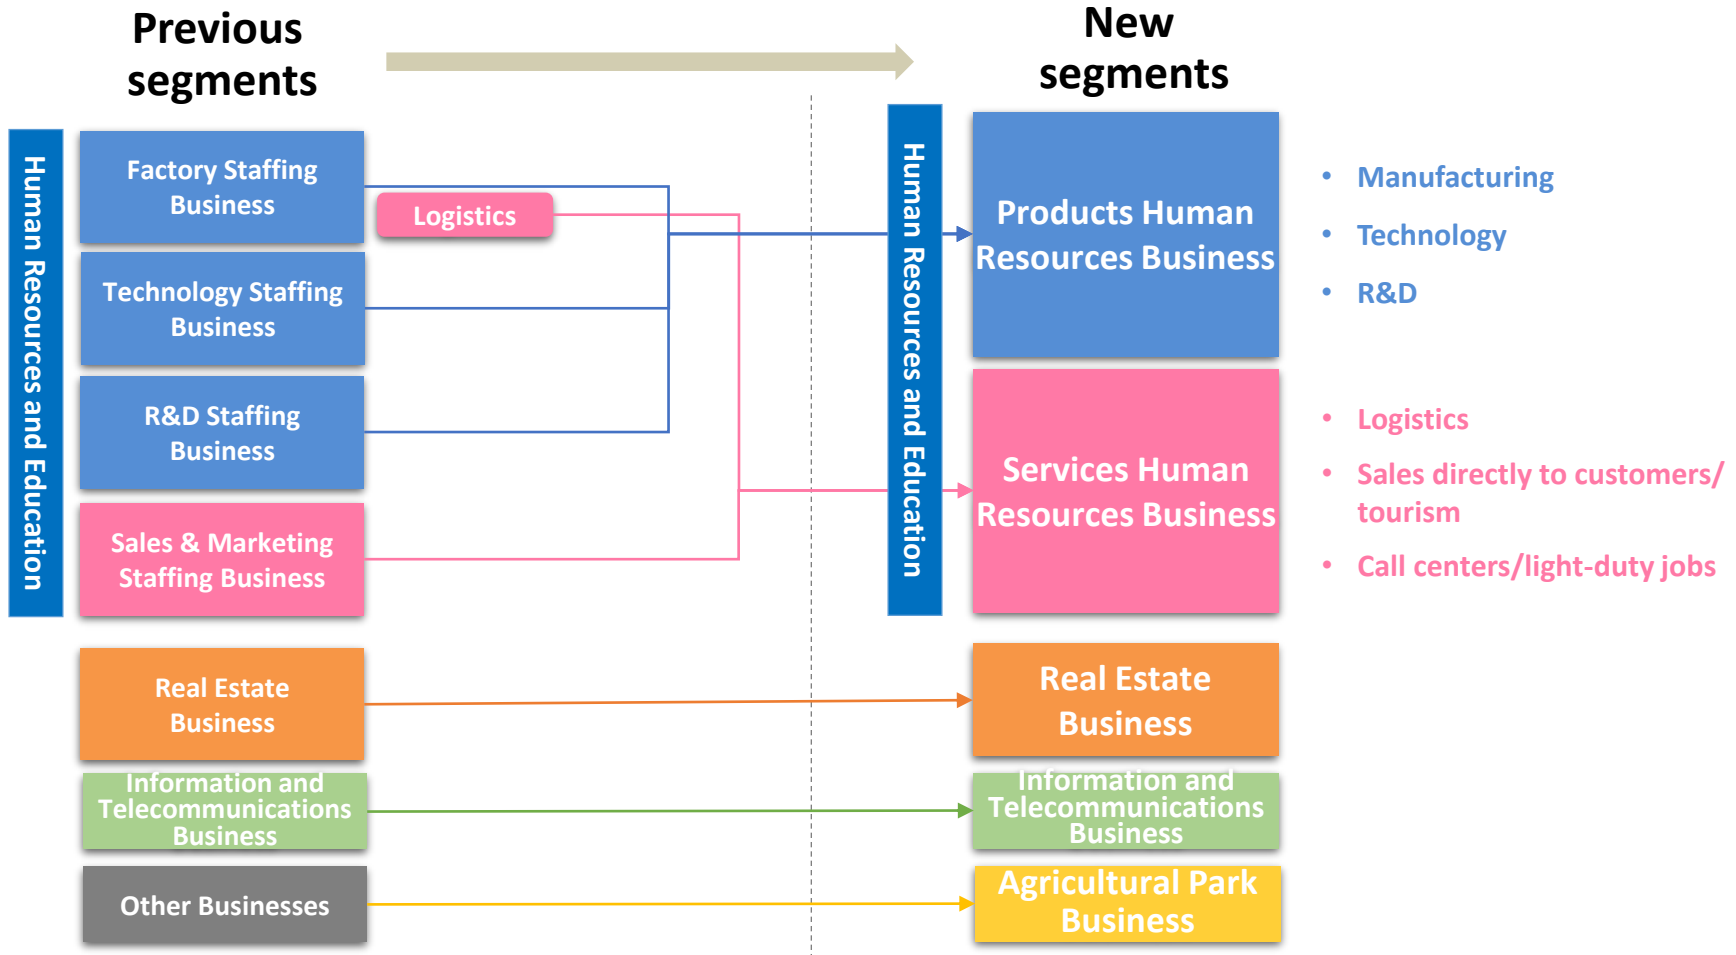 Previous
segments
New
segments
Human Resources and Education
Factory Staffing
Business
Logistics
Technology Staffing
Business
R&D Staffing
Business
Sales & Marketing
Staffing Business
Real Estate
Business
Information and
Telecommunications
Business
Other Businesses
Human Resources and Education
Products Human
Resources Business
• Manufacturing
• Technology
• R&D
Services Human
Resources Business
• Logistics
• Sales directly to customers/
tourism
• Call centers/light-duty jobs
Real Estate
Business
Information and
Telecommunications
Business
Agricultural Park
Business